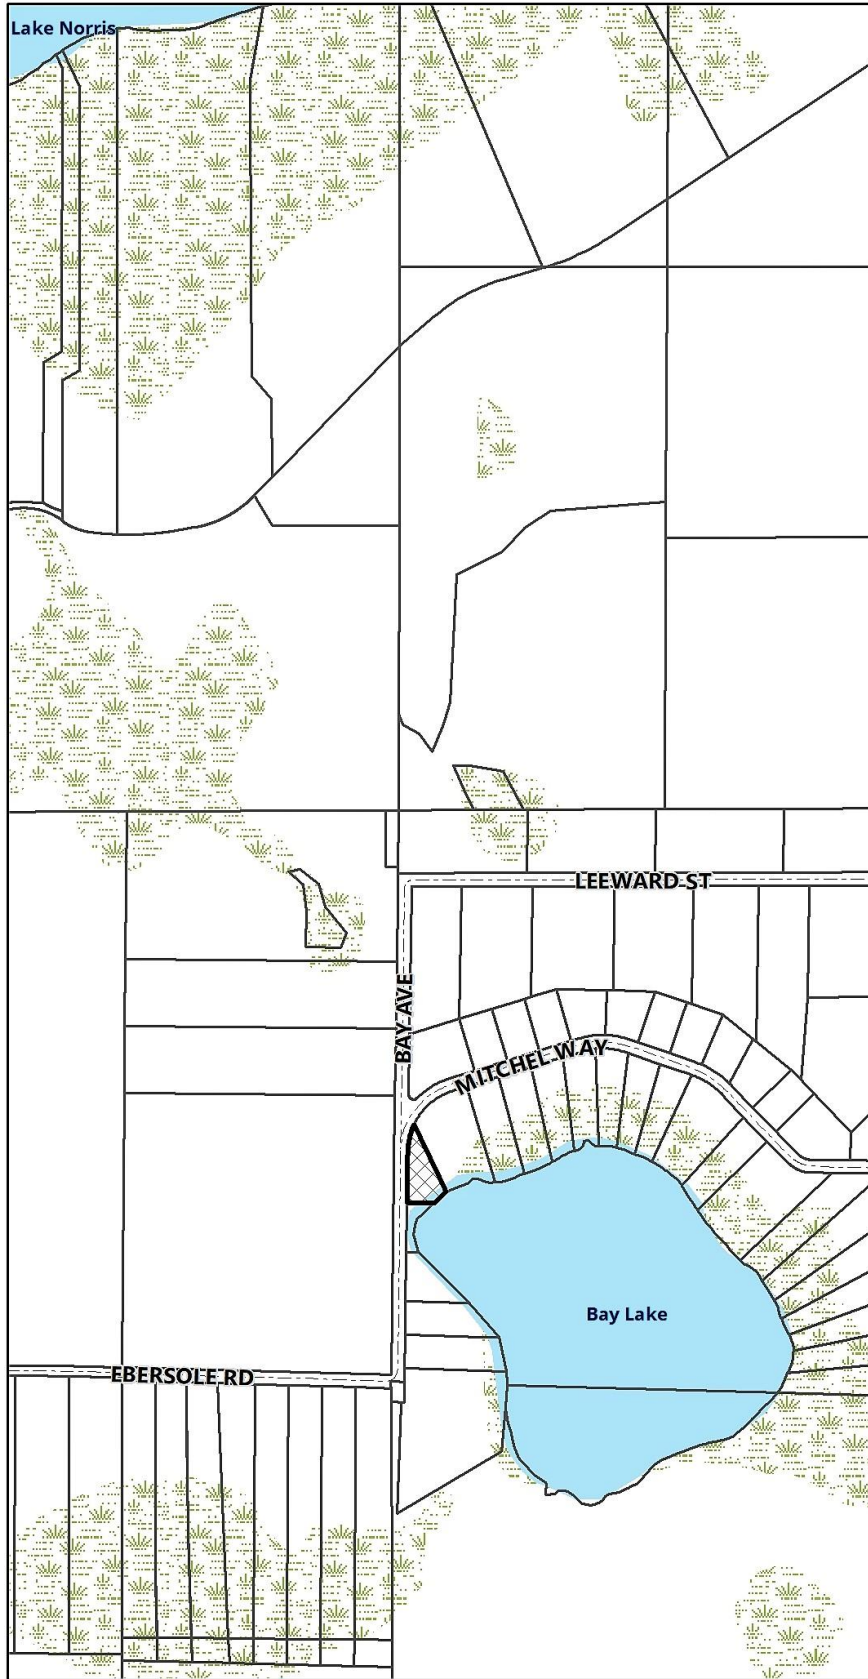 Lake Norris
LEEWARD ST
BAY AVE
MITCHEL WAY
Bay Lake
EBERSOLE RD